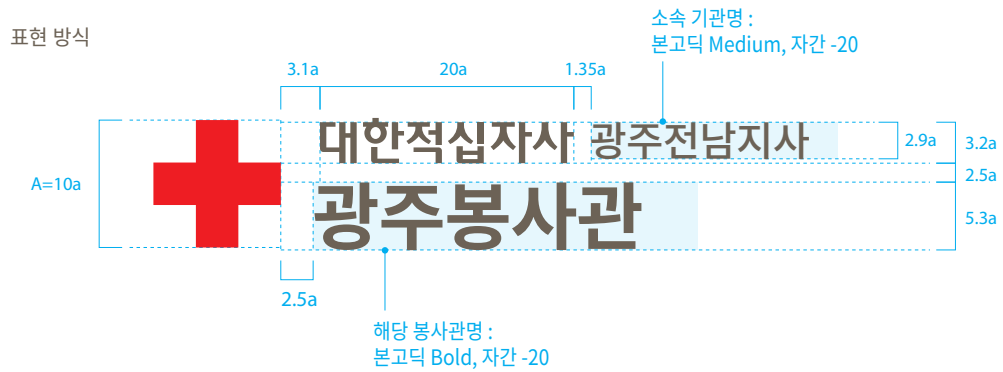 표현 방식
소속 기관명 :
본고딕 Medium, 자간 -20
3.1a
20a
1.35a
A=10a
대한적십자사 광주전남지사
2.9a
3.2a
2.5a
광주봉사관
5.3a
2.5a
해당 봉사관명 :
본고딕 Bold, 자간 -20